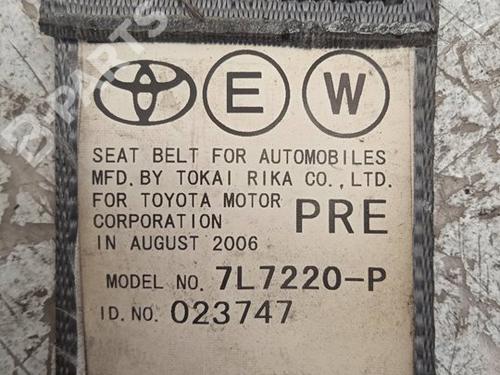 E W
SEAT BELT FOR AUTOMOBILES
MFD. BY TOKAI RIKA CO., LTD.
FOR TOYOTA MOTOR
CORPORATION PRE
IN AUGUST 2006
MODEL NO. 7L7220-P
ID. NO. 023747